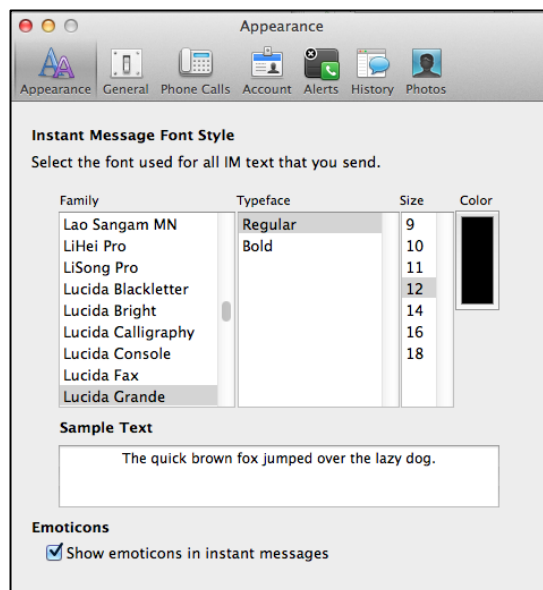 Appearance
Appearance General Phone Calls Account Alerts History Photos
Instant Message Font Style
Select the font used for all IM text that you send.
Family Typeface Size Color
Lao Sangam MN Regular 9
LiHei Pro Bold 10
LiSong Pro 11
Lucida Blackletter 12
Lucida Bright 14
Lucida Calligraphy 16
Lucida Console 18
Lucida Fax
Lucida Grande
Sample Text
The quick brown fox jumped over the lazy dog.
Emoticons
Show emoticons in instant messages